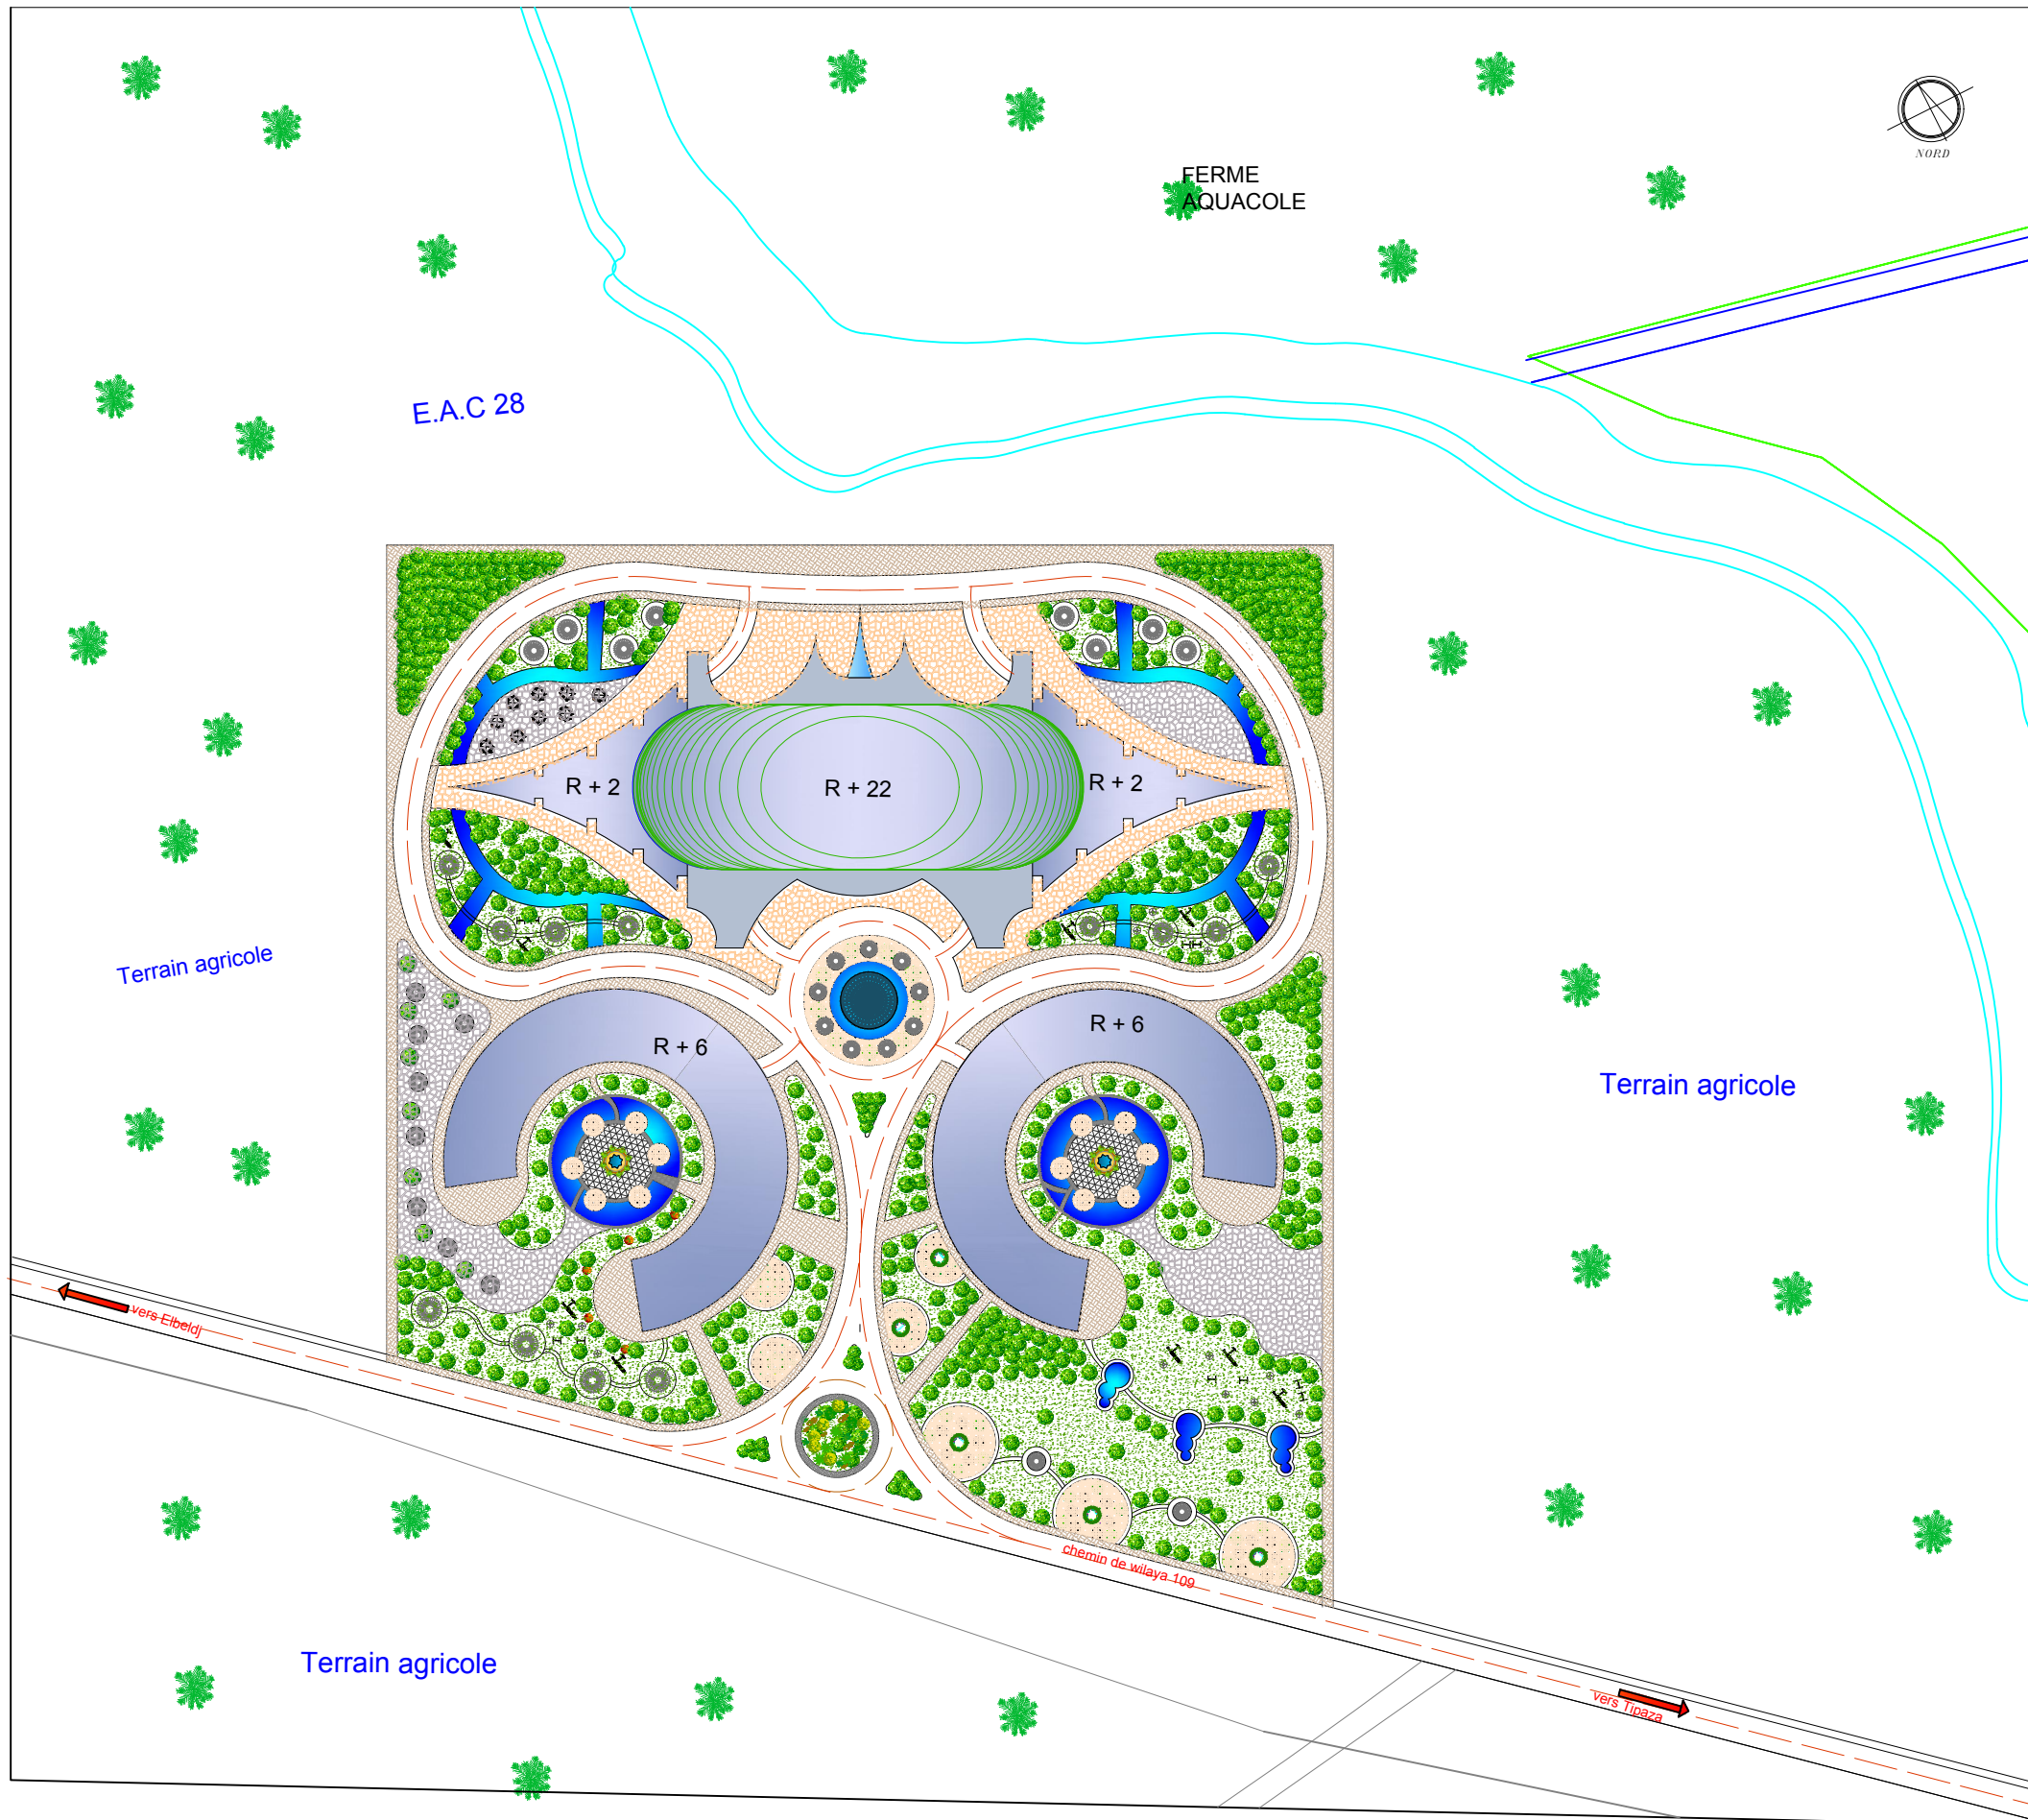 NORD
FERME
AQUACOLE
E.A.C 28
R + 2
R + 22
R + 2
Terrain agricole
R + 6
R + 6
Terrain agricole
vers Elbeldj
chemin de wilaya 109
Terrain agricole
vers Tipaza